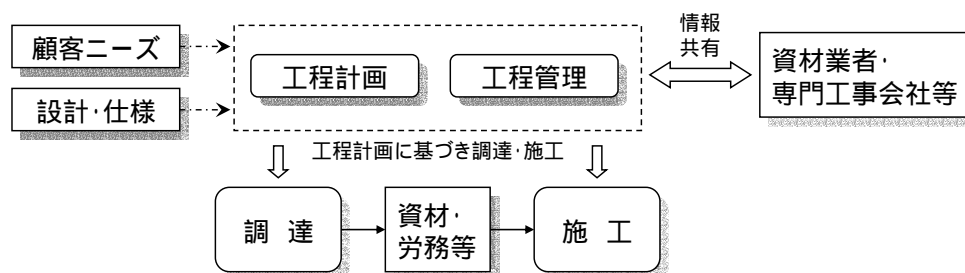 情報
共有
顧客ニーズ
工程計画
工程管理
資材業者・
専門工事会社等
設計・仕様
工程計画に基づき調達・施工
調 達
資材・
労務等
施 工